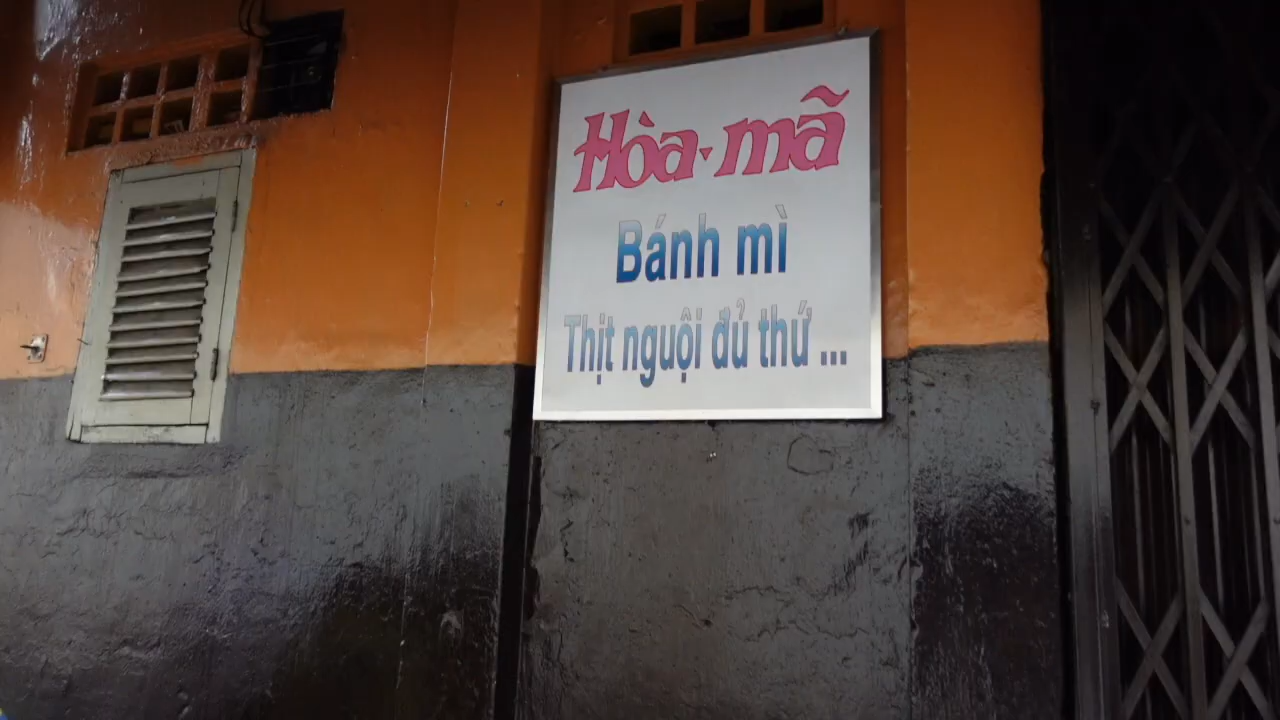 Hòa-mã
Bánh mì
Thịt nguội đủ thứ ...